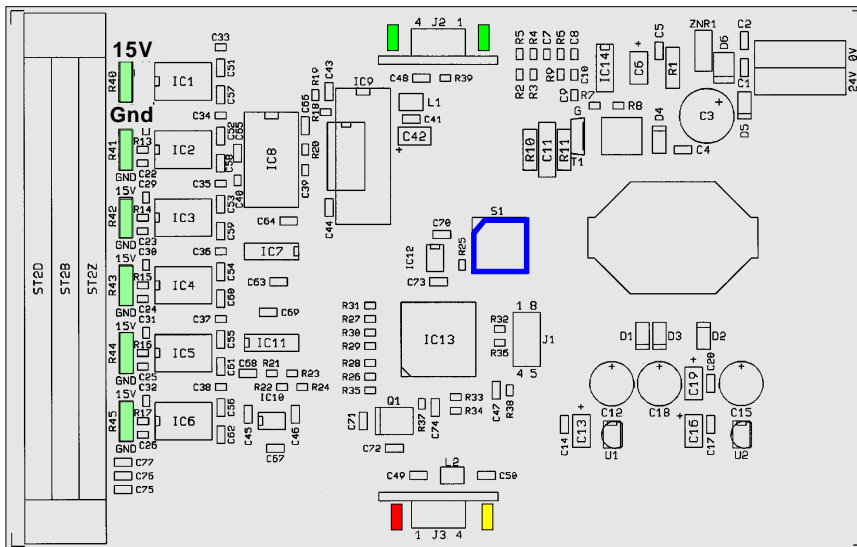 4 J2 1
C33
15V
R40
IC1
C51
C57
Gnd
C34
R41
R13
C22
GND
IC2
C52
C58
C65
IC8
C66
R19
C43
R18
IC9
R20
C39
C40
C48
R39
L1
C41
C42
+
R5
R4
C7
R6
C8
R2
R3
R9
C10
C9
R7
IC14
+
C6
C5
R1
ZNR1
D6
C2
C1
24V 0V
C3
+
D5
R8
D4
C4
G
T1
R10
C11
R11
C29
15V
C35
R42
R14
C23
GND
IC3
C53
C59
C64
C44
C30
15V
C36
R43
R15
C24
GND
IC4
C54
C60
IC7
C63
C69
C70
IC12
C73
R25
S1
C31
15V
C37
R44
R16
C25
GND
IC5
C55
C61
IC11
C68
R21
R23
R22
R24
IC10
R31
R27
R30
R29
R28
R26
R35
IC13
R32
R36
1 8
J1
4 5
C32
15V
C38
R45
R17
C26
GND
IC6
C56
C62
C45
C46
C67
Q1
C71
C72
R37
C74
R33
R34
C47
R38
D1
D3
D2
+
C12
+
C18
+
C19
C20
+
C15
C14
+
C13
U1
+
C16
C17
U2
C77
C76
C75
C49
L2
C50
1 J3 4
ST2D
ST2B
ST2Z